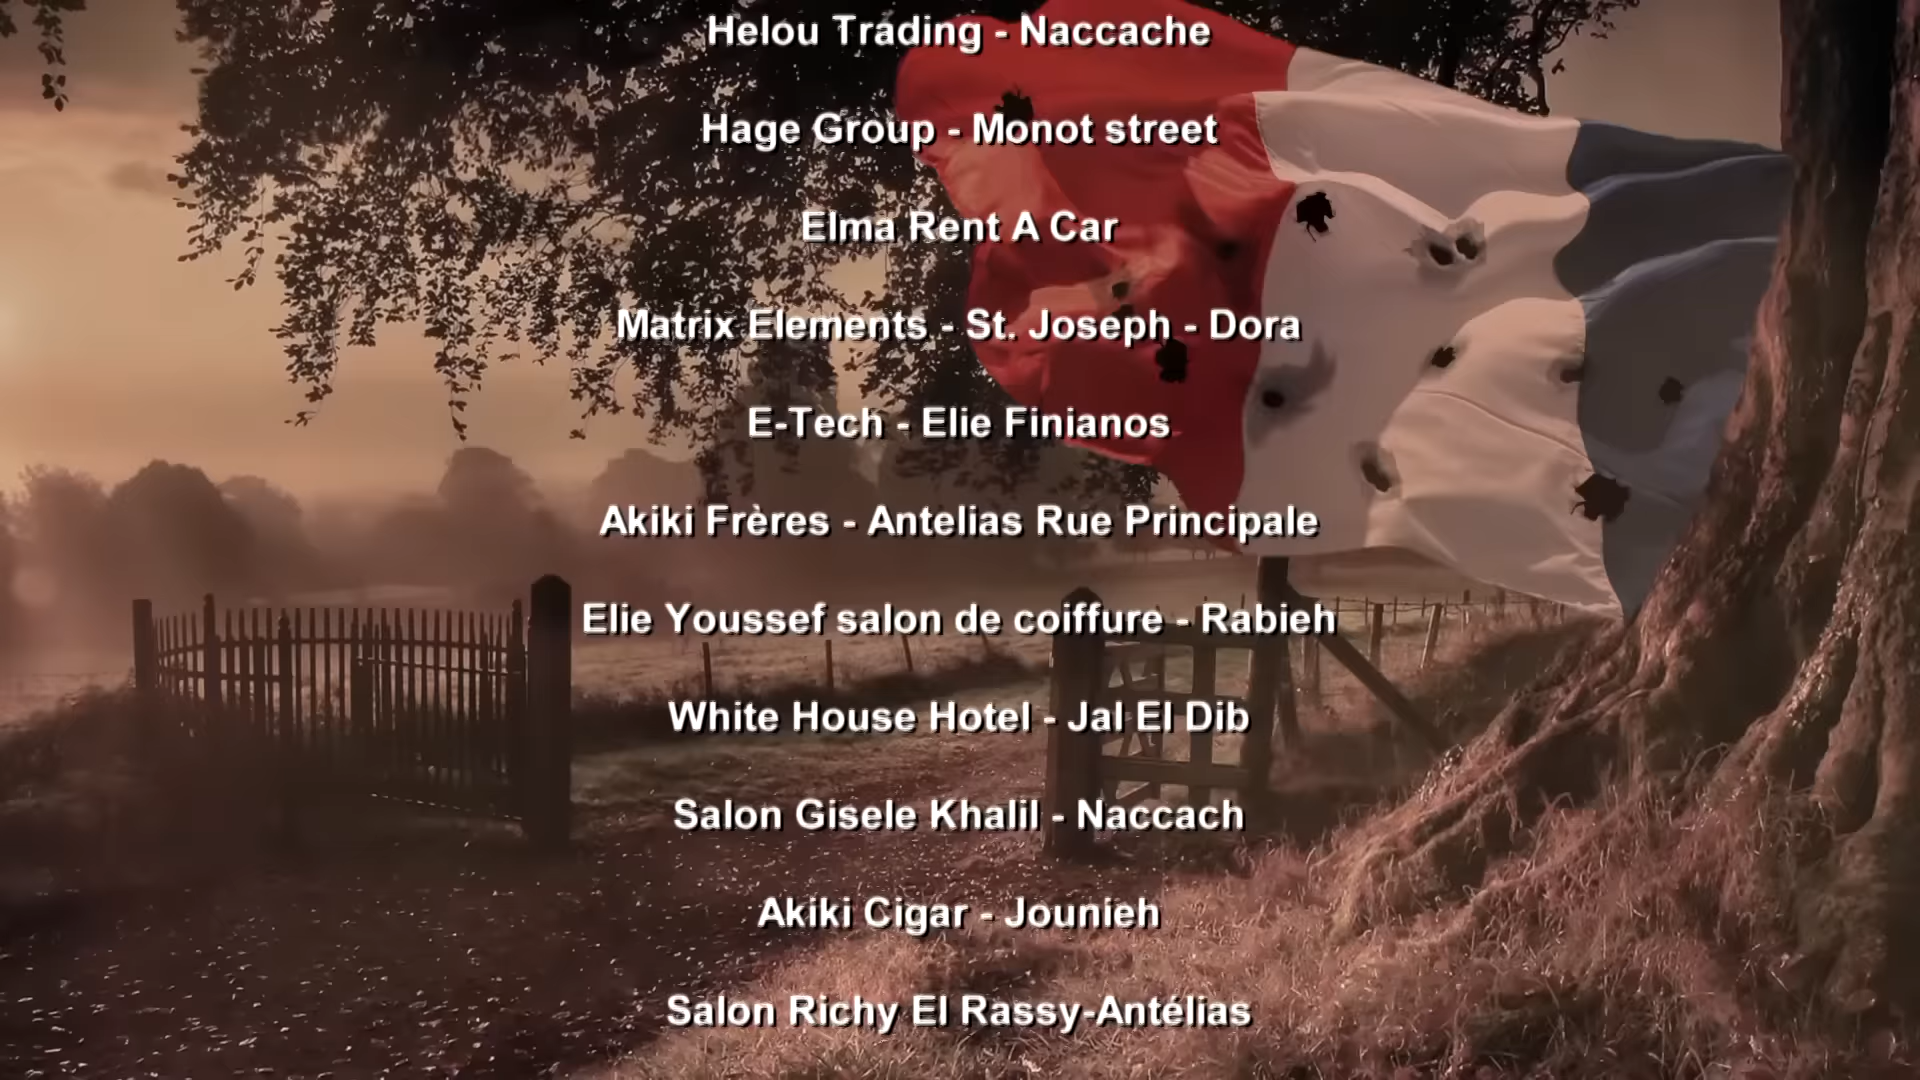 Helou Trading - Naccache
Hage Group - Monot street
Elma Rent A Car
Matrix Elements - St. Joseph - Dora
E-Tech - Elie Finianos
Akiki Frères - Antelias Rue Principale
Elie Youssef salon de coiffure - Rabieh
White House Hotel - Jal El Dib
Salon Gisele Khalil - Naccach
Akiki Cigar - Jounieh
Salon Richy El Rassy-Antélias